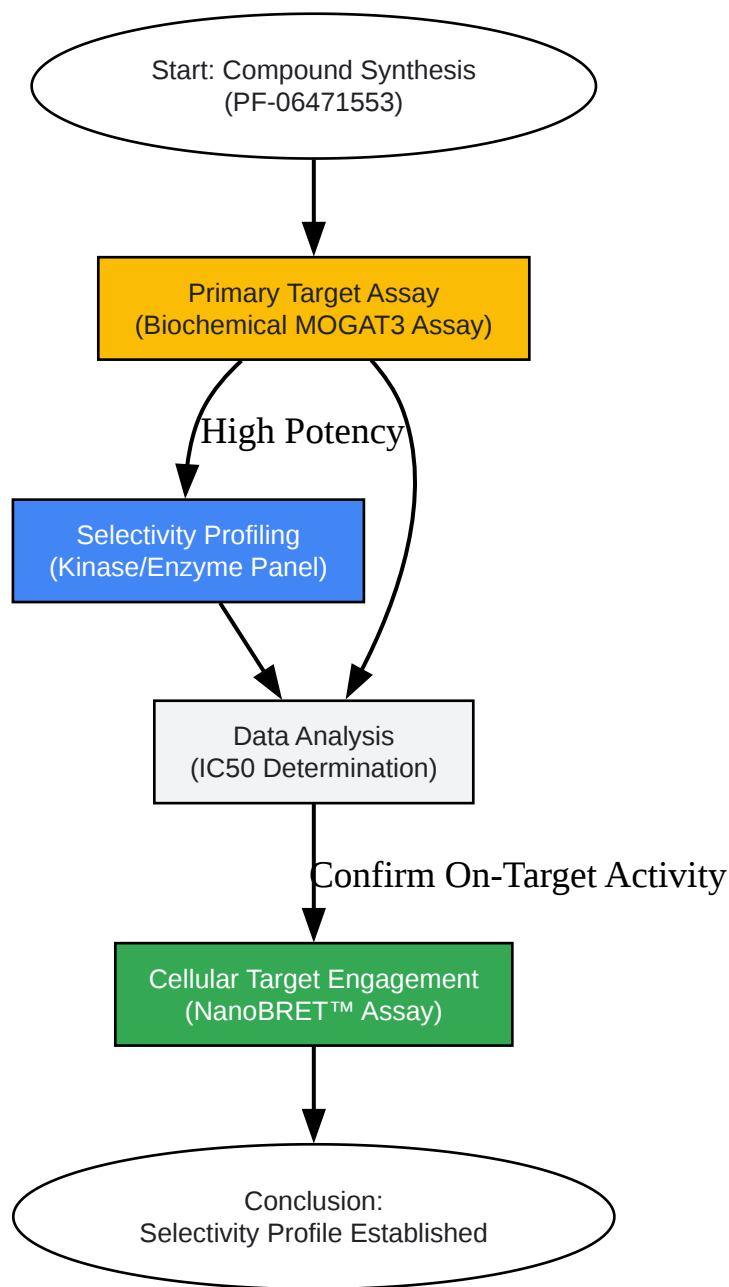 Start: Compound Synthesis
(PF-06471553)
Primary Target Assay
(Biochemical MOGAT3 Assay)
High Potency
Selectivity Profiling
(Kinase/Enzyme Panel)
Data Analysis
(IC50 Determination)
Confirm On-Target Activity
Cellular Target Engagement
(NanoBRET™ Assay)
Conclusion:
Selectivity Profile Established